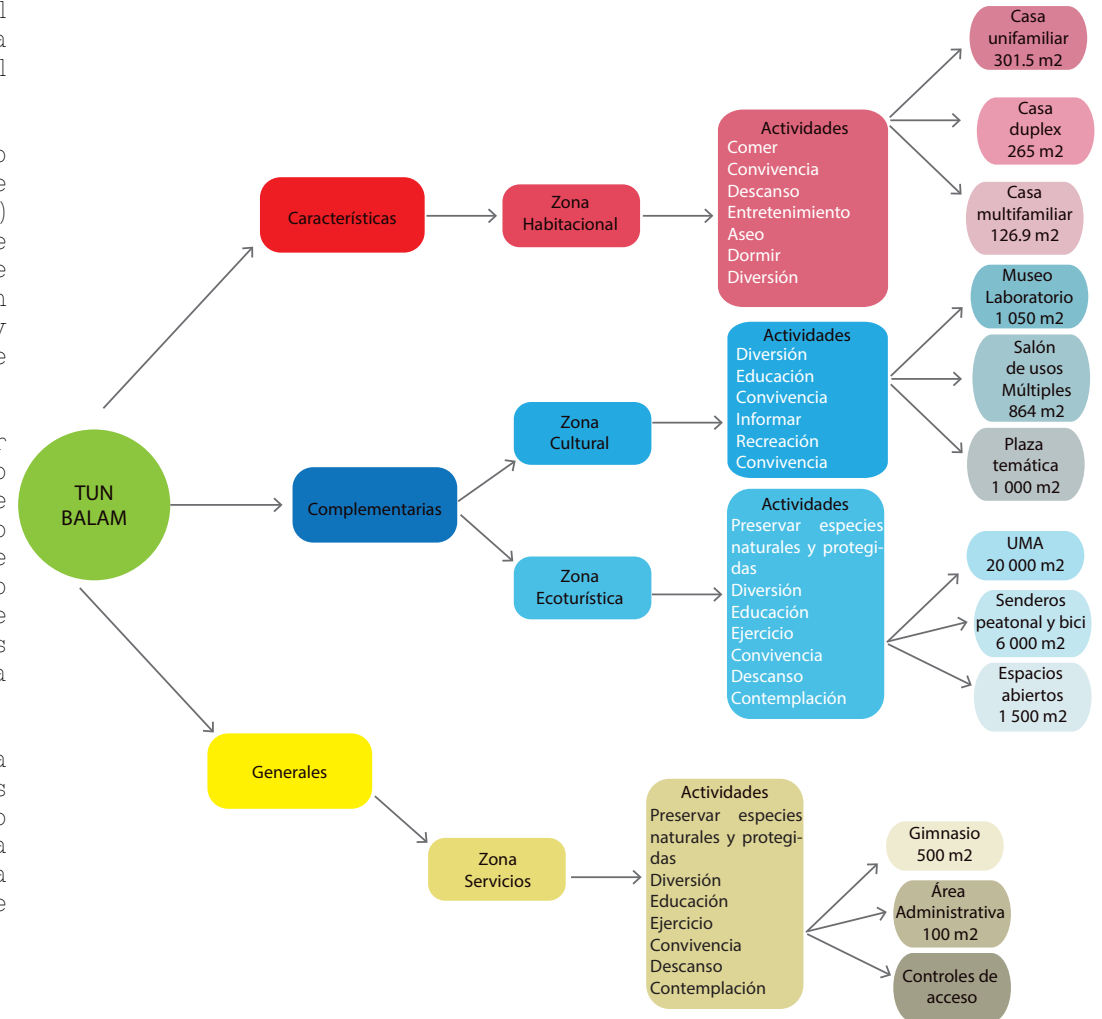 TUN
BALAM
Características
Zona
Habitacional
Actividades
Comer
Convivencia
Descanso
Entretenimiento
Aseo
Dormir
Diversión
Casa
unifamiliar
301.5 m2
Casa
duplex
265 m2
Casa
multifamiliar
126.9 m2
Complementarias
Zona
Cultural
Actividades
Diversión
Educación
Convivencia
Informar
Recreación
Convivencia
Museo
Laboratorio
1 050 m2
Salón
de usos
Múltiples
864 m2
Plaza
temática
1 000 m2
Zona
Ecoturística
Actividades
Preservar especies
naturales y protegi-
das
Diversión
Educación
Ejercicio
Convivencia
Descanso
Contemplación
UMA
20 000 m2
Senderos
peatonal y bici
6 000 m2
Espacios
abiertos
1 500 m2
Generales
Zona
Servicios
Actividades
Preservar especies
naturales y protegi-
das
Diversión
Educación
Ejercicio
Convivencia
Descanso
Contemplación
Gimnasio
500 m2
Área
Administrativa
100 m2
Controles de
acceso